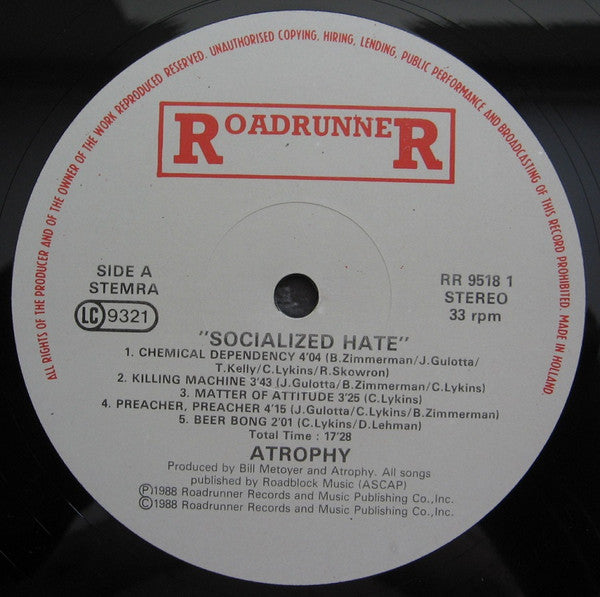 ALL RIGHTS OF THE PRODUCER AND OF THE OWNER OF THE WORK REPRODUCED RESERVED. UNAUTHORISED COPYING, HIRING, LENDING, PUBLIC PERFORMANCE AND BROADCASTING OF THIS RECORD PROHIBITED. MADE IN HOLLAND.
ROADRUNNER
SIDE A
STEMRA
LC 9321
RR 9518 1
STEREO
33 rpm
"SOCIALIZED HATE"
1. CHEMICAL DEPENDENCY 4'04 (B.Zimmerman/J.Gulotta/
T.Kelly/C.Lykins/R.Skowron)
2. KILLING MACHINE 3'43 (J.Gulotta/B.Zimmerman/C.Lykins)
3. MATTER OF ATTITUDE 3'25 (C.Lykins)
4. PREACHER, PREACHER 4'15 (J.Gulotta/C.Lykins/B.Zimmerman)
5. BEER BONG 2'01 (C.Lykins/D.Lehman)
Total Time : 17'28
ATROPHY
Produced by Bill Metoyer and Atrophy. All songs
published by Roadblock Music (ASCAP)
Ⓟ1988 Roadrunner Records and Music Publishing Co.,Inc.
©1988 Roadrunner Records and Music Publishing Co.,Inc.